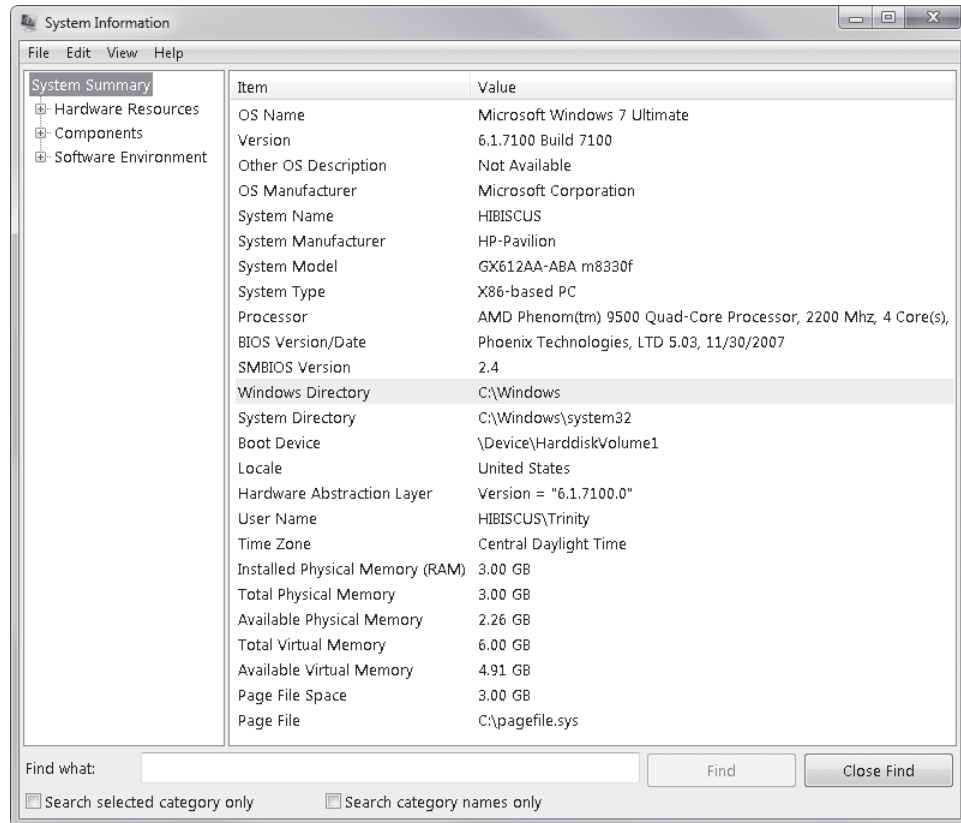 System Information
File Edit View Help
System Summary
Hardware Resources
Components
Software Environment
Item Value
OS Name Microsoft Windows 7 Ultimate
Version 6.1.7100 Build 7100
Other OS Description Not Available
OS Manufacturer Microsoft Corporation
System Name HIBISCUS
System Manufacturer HP-Pavilion
System Model GX612AA-ABA m8330f
System Type X86-based PC
Processor AMD Phenom(tm) 9500 Quad-Core Processor, 2200 Mhz, 4 Core(s),
BIOS Version/Date Phoenix Technologies, LTD 5.03, 11/30/2007
SMBIOS Version 2.4
Windows Directory C:\Windows
System Directory C:\Windows\system32
Boot Device \Device\HarddiskVolume1
Locale United States
Hardware Abstraction Layer Version = "6.1.7100.0"
User Name HIBISCUS\Trinity
Time Zone Central Daylight Time
Installed Physical Memory (RAM) 3.00 GB
Total Physical Memory 3.00 GB
Available Physical Memory 2.26 GB
Total Virtual Memory 6.00 GB
Available Virtual Memory 4.91 GB
Page File Space 3.00 GB
Page File C:\pagefile.sys
Find what: Find Close Find
Search selected category only Search category names only